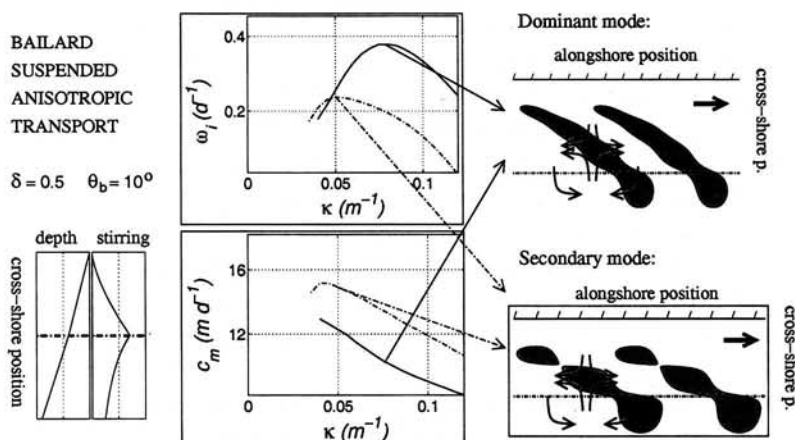 BAILARD
SUSPENDED
ANISOTROPIC
TRANSPORT
δ = 0.5 θb = 10º
depth stirring
cross−shore position
0.4
0.2
ωi (d−1)
0 0.05 0.1
κ (m−1)
16
12
cm (m d−1)
0 0.05 0.1
κ (m−1)
Dominant mode:
alongshore position
cross−shore p.
Secondary mode:
alongshore position
cross−shore p.